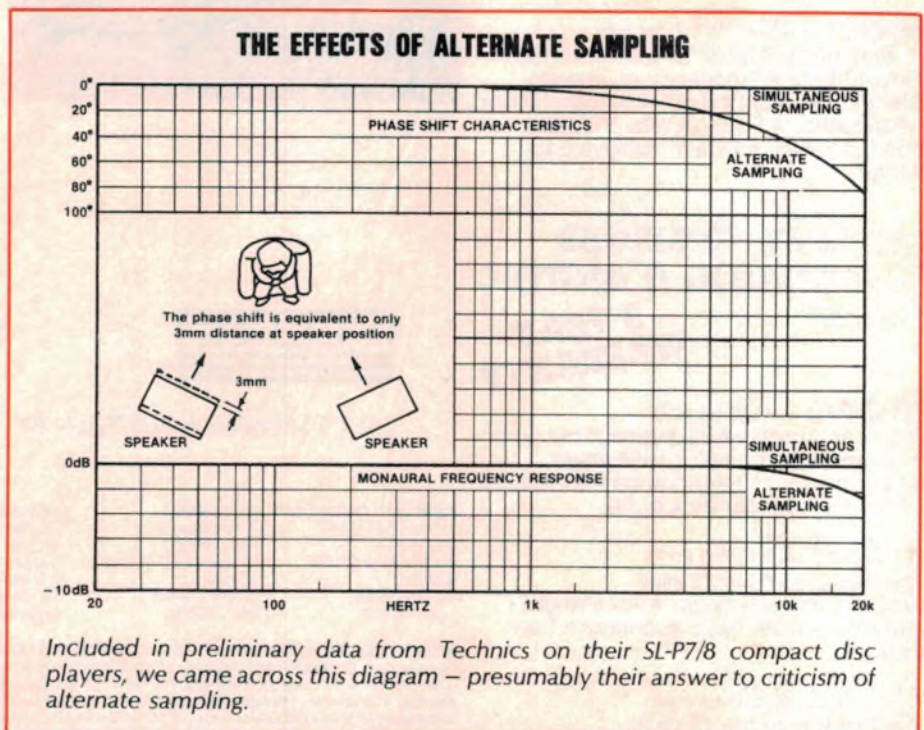 THE EFFECTS OF ALTERNATE SAMPLING
0°
20°
40°
60°
80°
100°
PHASE SHIFT CHARACTERISTICS
SIMULTANEOUS
SAMPLING
ALTERNATE
SAMPLING
The phase shift is equivalent to only
3mm distance at speaker position
3mm
SPEAKER
SPEAKER
0dB
MONAURAL FREQUENCY RESPONSE
SIMULTANEOUS
SAMPLING
ALTERNATE
SAMPLING
-10dB
20
100
HERTZ
1k
10k
20k
Included in preliminary data from Technics on their SL-P7/8 compact disc
players, we came across this diagram – presumably their answer to criticism of
alternate sampling.